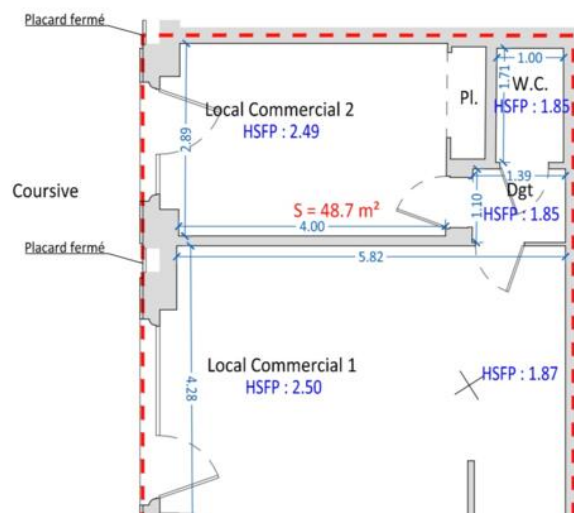 Placard fermé
1.00
W.C.
1.71
HSFP : 1.85
Local Commercial 2
HSFP : 2.49
Pl.
2.89
Coursive
1.39
Dgt
HSFP : 1.85
1.10
S = 48.7 m²
4.00
Placard fermé
5.82
Local Commercial 1
HSFP : 2.50
HSFP : 1.87
4.28